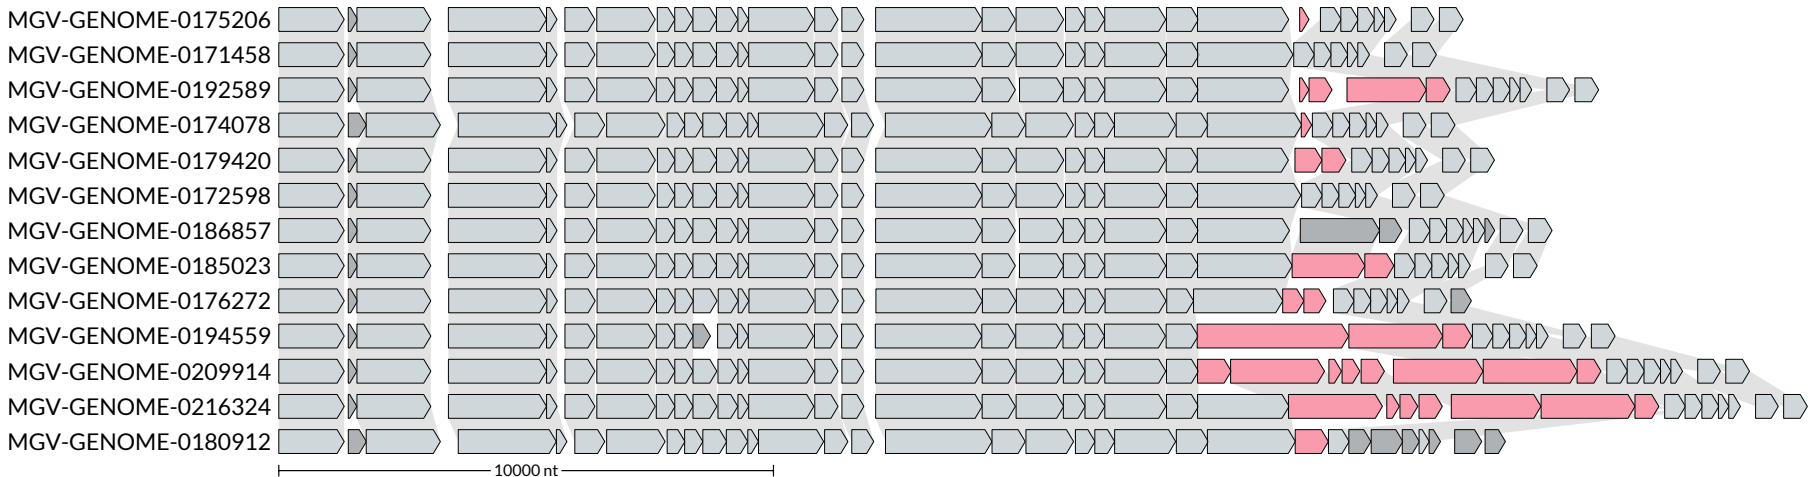 MGV-GENOME-0175206
MGV-GENOME-0171458
MGV-GENOME-0192589
MGV-GENOME-0174078
MGV-GENOME-0179420
MGV-GENOME-0172598
MGV-GENOME-0186857
MGV-GENOME-0185023
MGV-GENOME-0176272
MGV-GENOME-0194559
MGV-GENOME-0209914
MGV-GENOME-0216324
MGV-GENOME-0180912
10000 nt